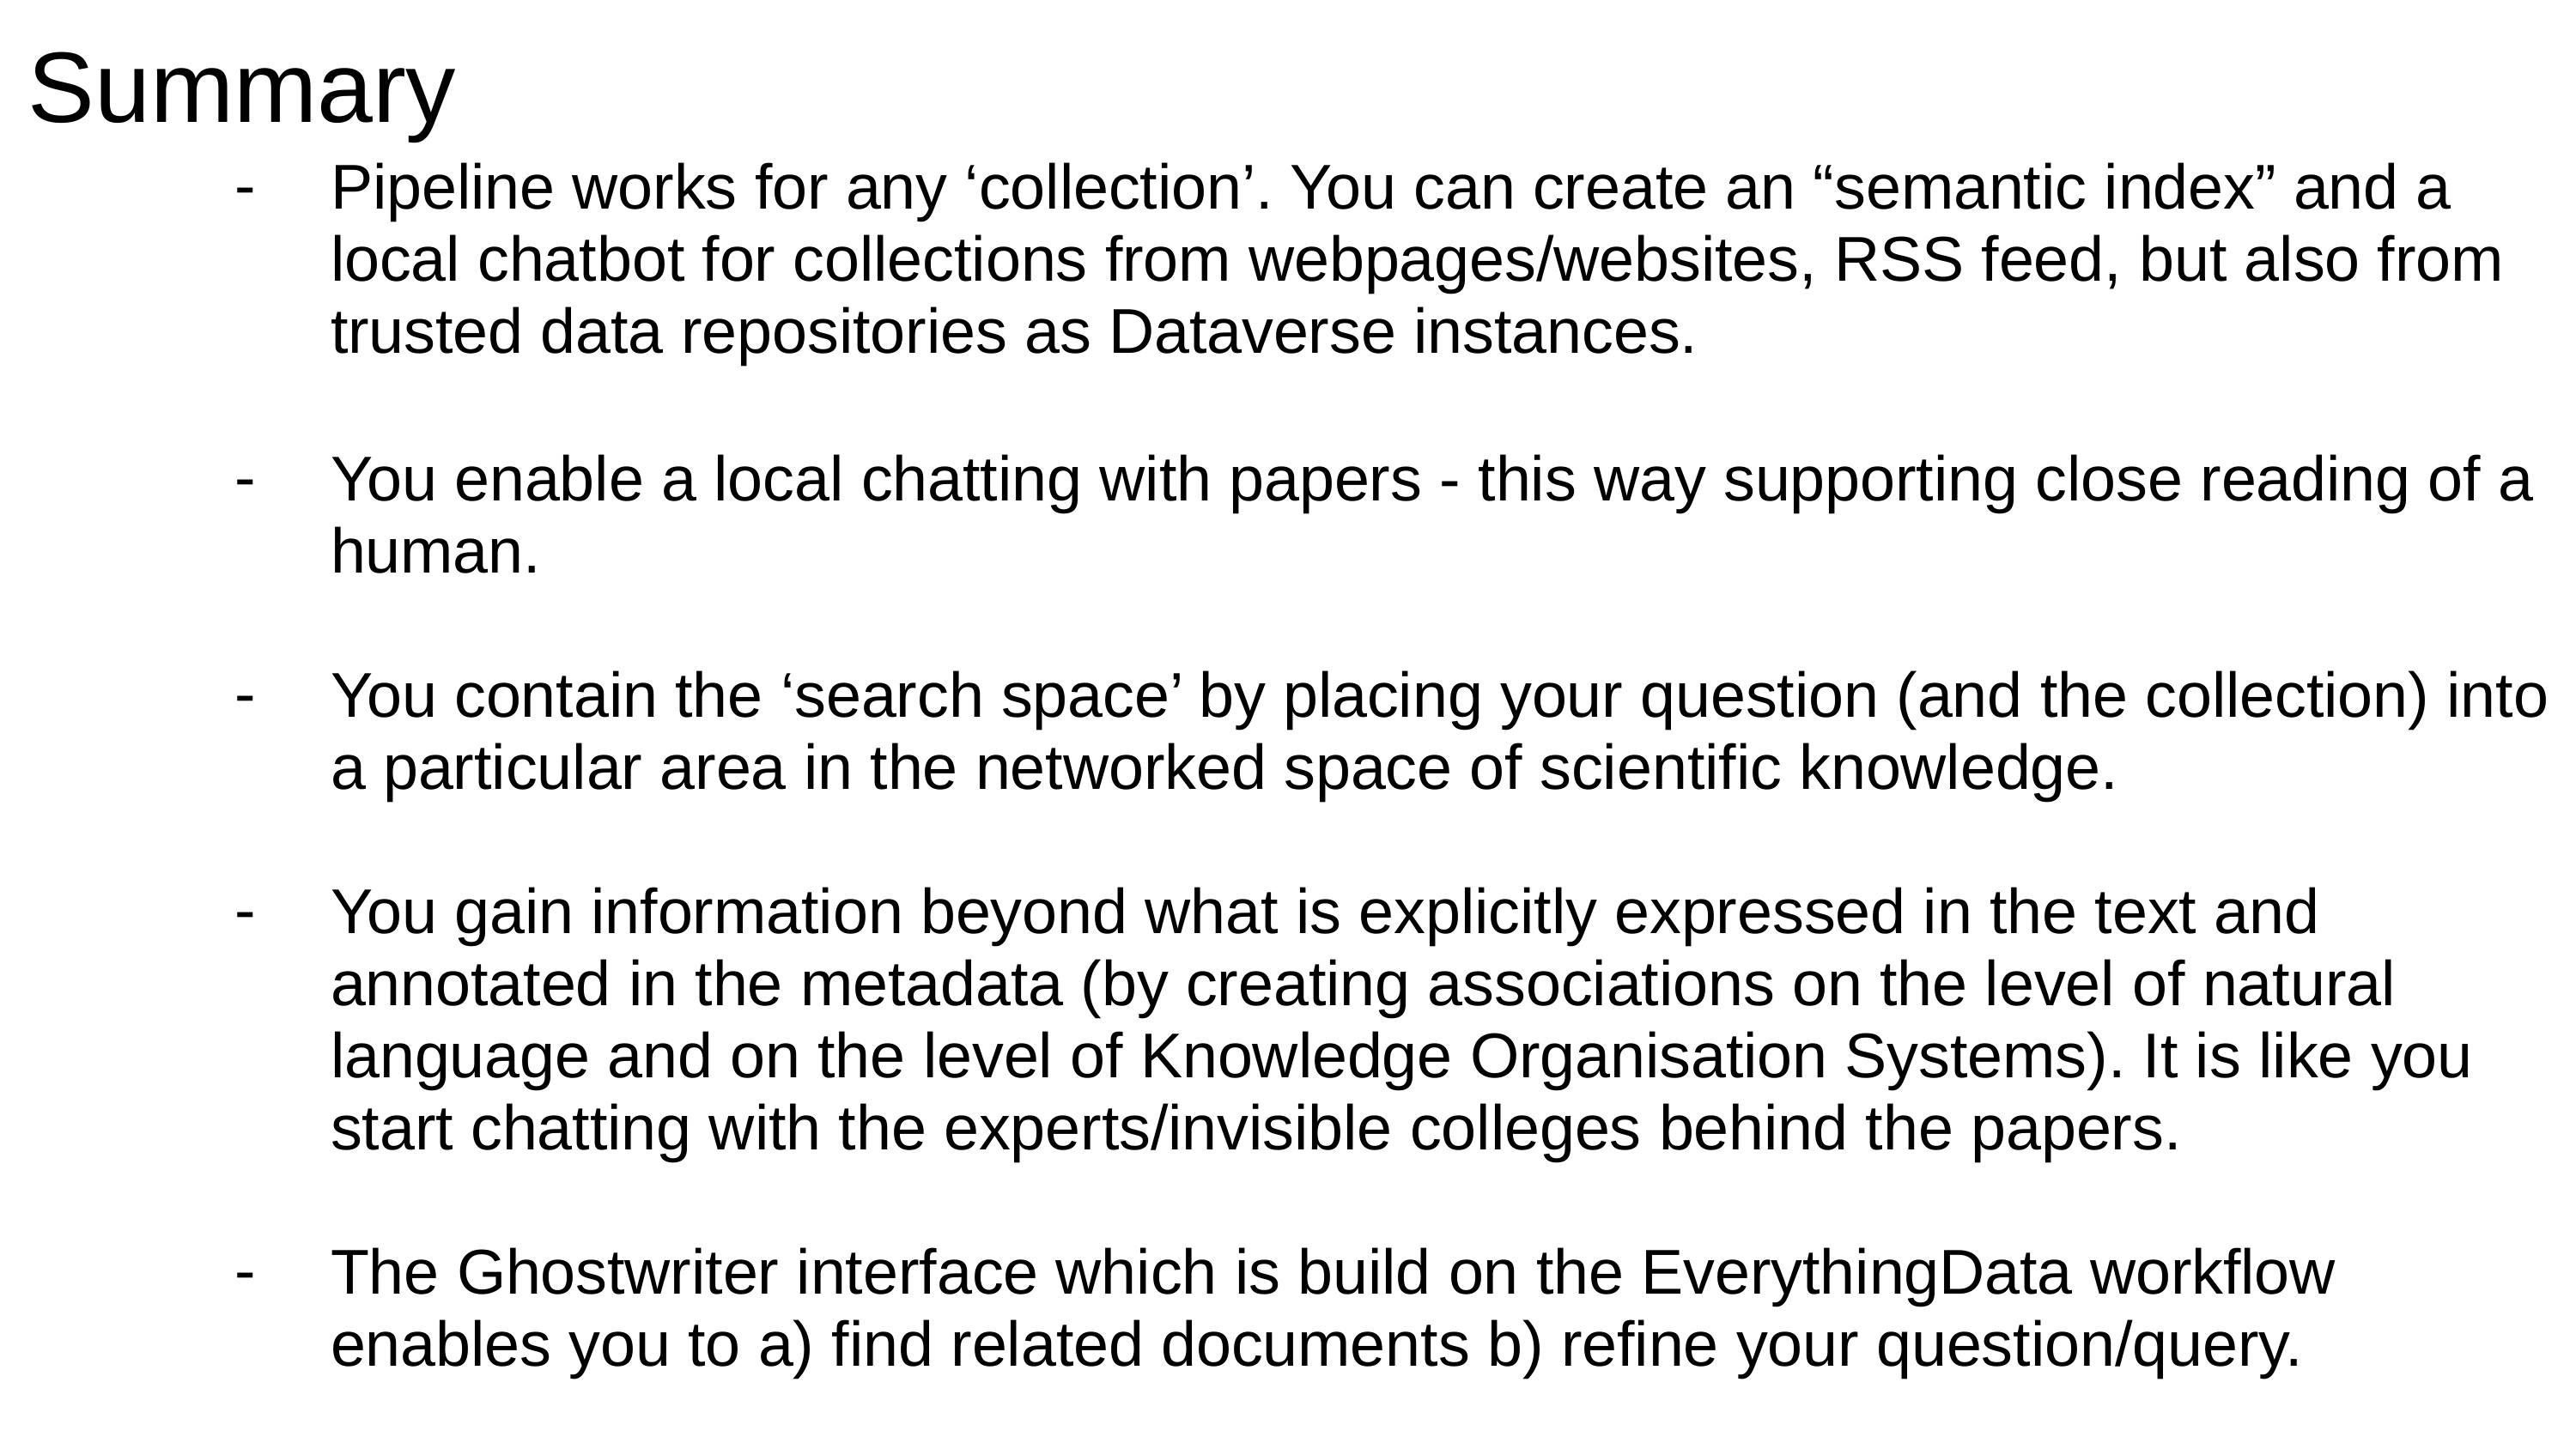 Summary
- Pipeline works for any ‘collection’. You can create an “semantic index” and a
local chatbot for collections from webpages/websites, RSS feed, but also from
trusted data repositories as Dataverse instances.
- You enable a local chatting with papers - this way supporting close reading of a
human.
- You contain the ‘search space’ by placing your question (and the collection) into
a particular area in the networked space of scientific knowledge.
- You gain information beyond what is explicitly expressed in the text and
annotated in the metadata (by creating associations on the level of natural
language and on the level of Knowledge Organisation Systems). It is like you
start chatting with the experts/invisible colleges behind the papers.
- The Ghostwriter interface which is build on the EverythingData workflow
enables you to a) find related documents b) refine your question/query.